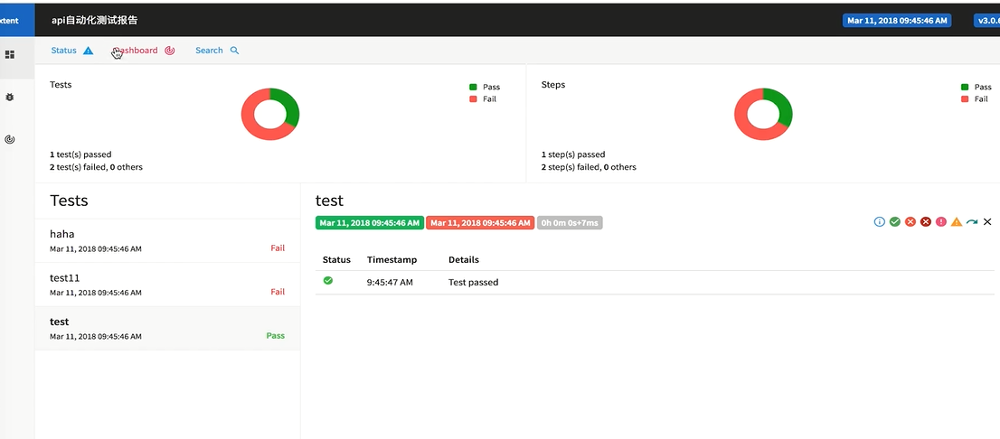 xtent api自动化测试报告 Mar 11, 2018 09:45:46 AM v3.0.
Status Dashboard Search
Tests
Pass
Fail
1 test(s) passed
2 test(s) failed, 0 others
Steps
Pass
Fail
1 step(s) passed
2 step(s) failed, 0 others
Tests
haha
Mar 11, 2018 09:45:46 AM Fail
test11
Mar 11, 2018 09:45:46 AM Fail
test
Mar 11, 2018 09:45:46 AM Pass
test
Mar 11, 2018 09:45:46 AM Mar 11, 2018 09:45:46 AM 0h 0m 0s+7ms
Status Timestamp Details
9:45:47 AM Test passed